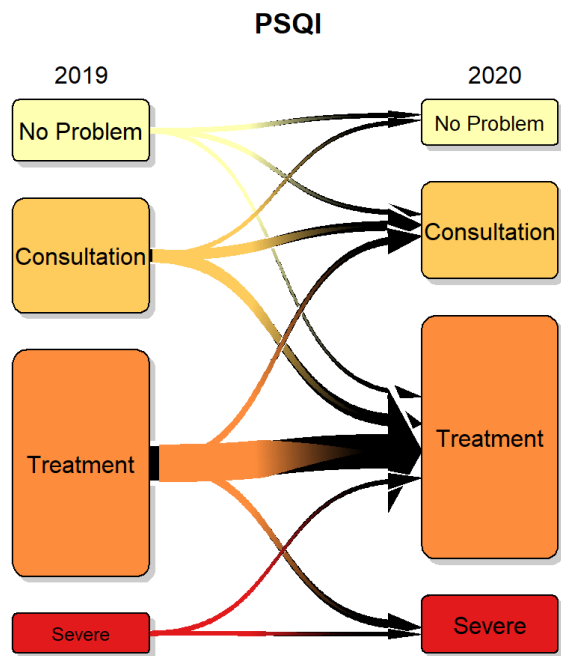 PSQI
2019
2020
No Problem
No Problem
Consultation
Consultation
Treatment
Treatment
Severe
Severe